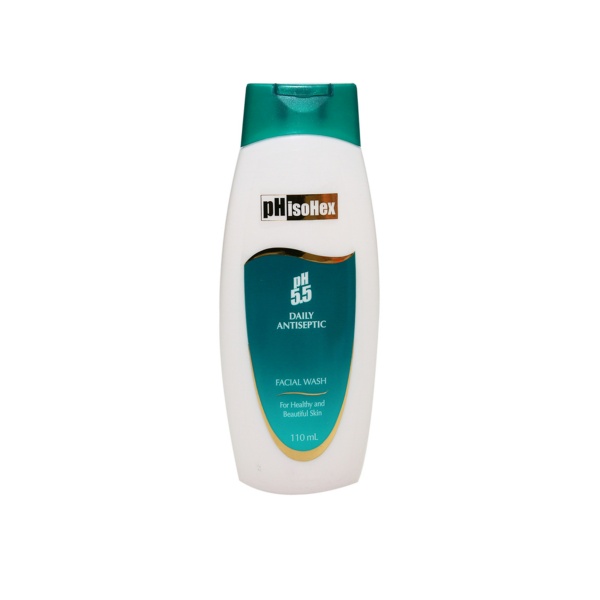 pHisoHex
pH
5.5
DAILY
ANTISEPTIC
FACIAL WASH
For Healthy and
Beautiful Skin
110 mL